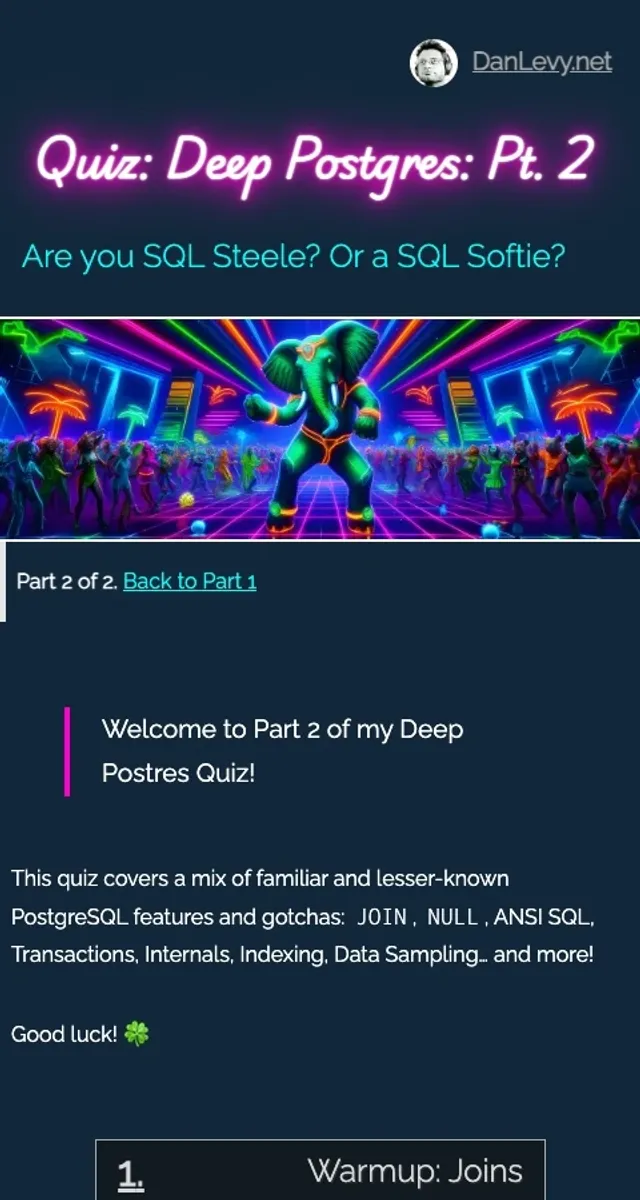 DanLevy.net
Quiz: Deep Postgres: Pt. 2
Are you SQL Steele? Or a SQL Softie?
Part 2 of 2. Back to Part 1
Welcome to Part 2 of my Deep
Postres Quiz!
This quiz covers a mix of familiar and lesser-known
PostgreSQL features and gotchas: JOIN, NULL, ANSI SQL,
Transactions, Internals, Indexing, Data Sampling… and more!
Good luck! 🍀
1. Warmup: Joins